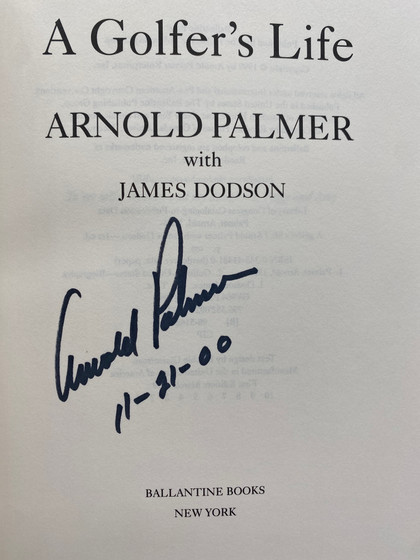 A Golfer's Life
ARNOLD PALMER
with
JAMES DODSON
Arnold Palmer
11-21-00
BALLANTINE BOOKS
NEW YORK